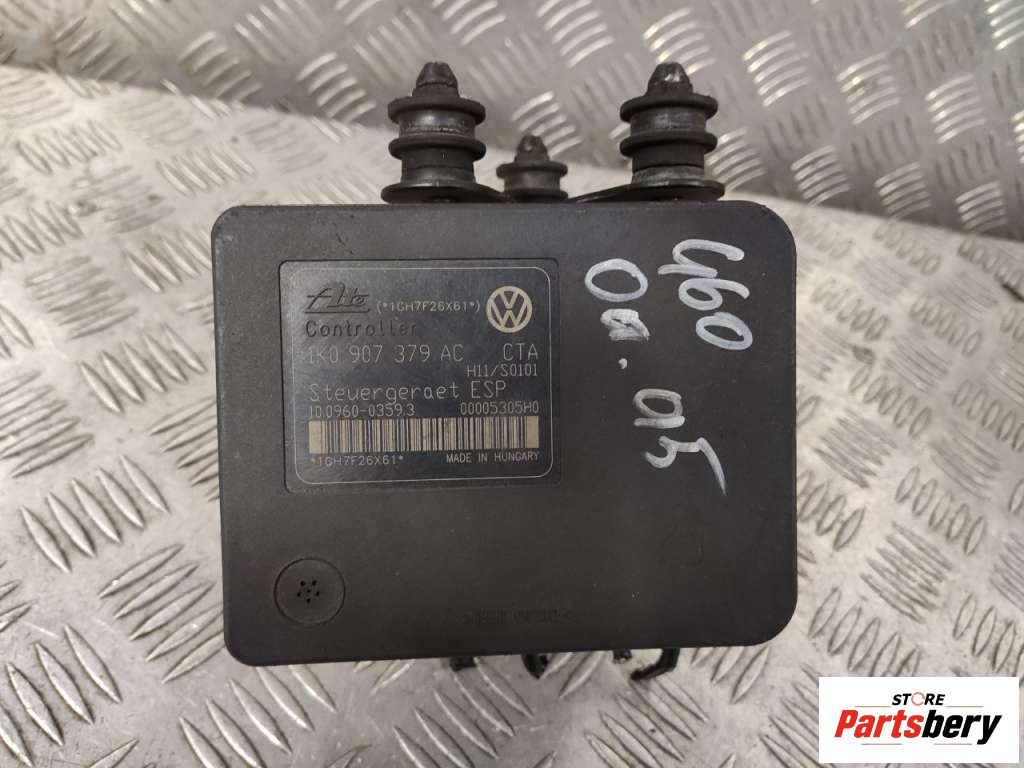 Ate (*1GH7F26X61*)
Controller
1K0 907 379 AC CTA
H11/S0101
Steuergeraet ESP
10.0960-0359.3 00005305H0
*1GH7F26X61* MADE IN HUNGARY
460
STORE
Partsbery